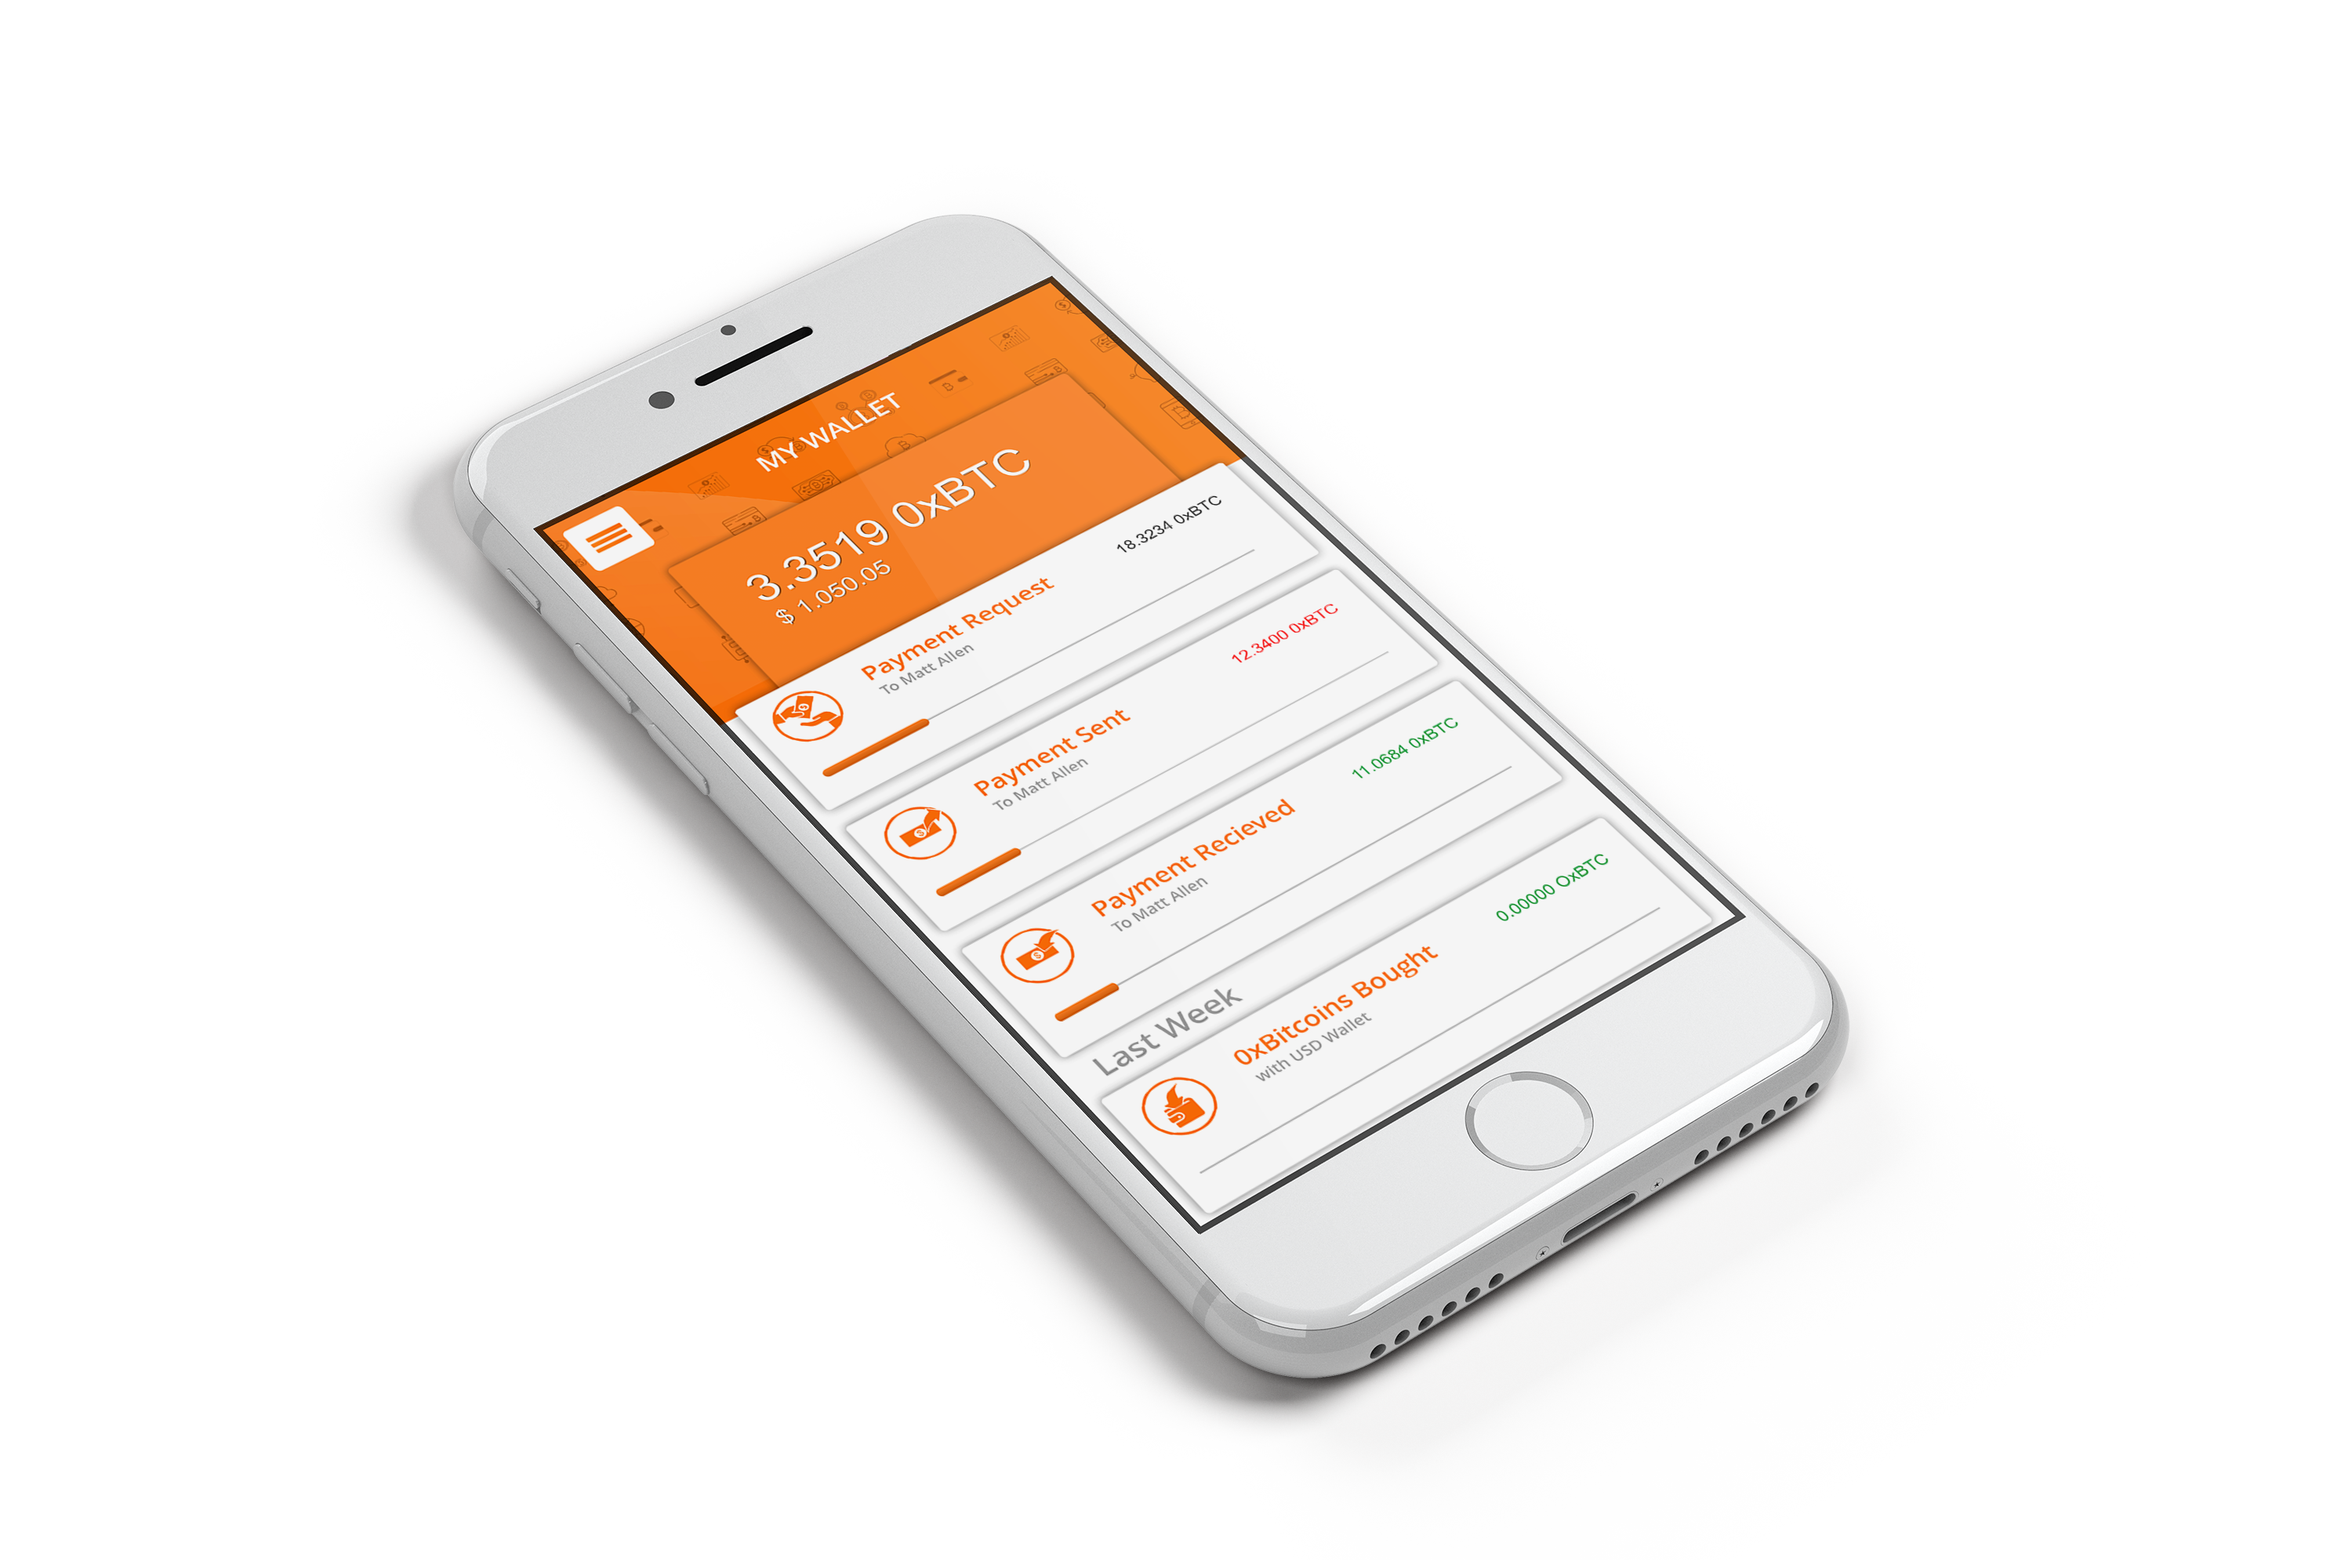 MY WALLET
3.3519 0xBTC
$ 1.050.05
Payment Request
18.3234 0xBTC
To Matt Allen
Payment Sent
12.3400 0xBTC
To Matt Allen
Payment Recieved
11.0684 0xBTC
To Matt Allen
Last Week
0xBitcoins Bought
0.00000 OxBTC
with USD Wallet